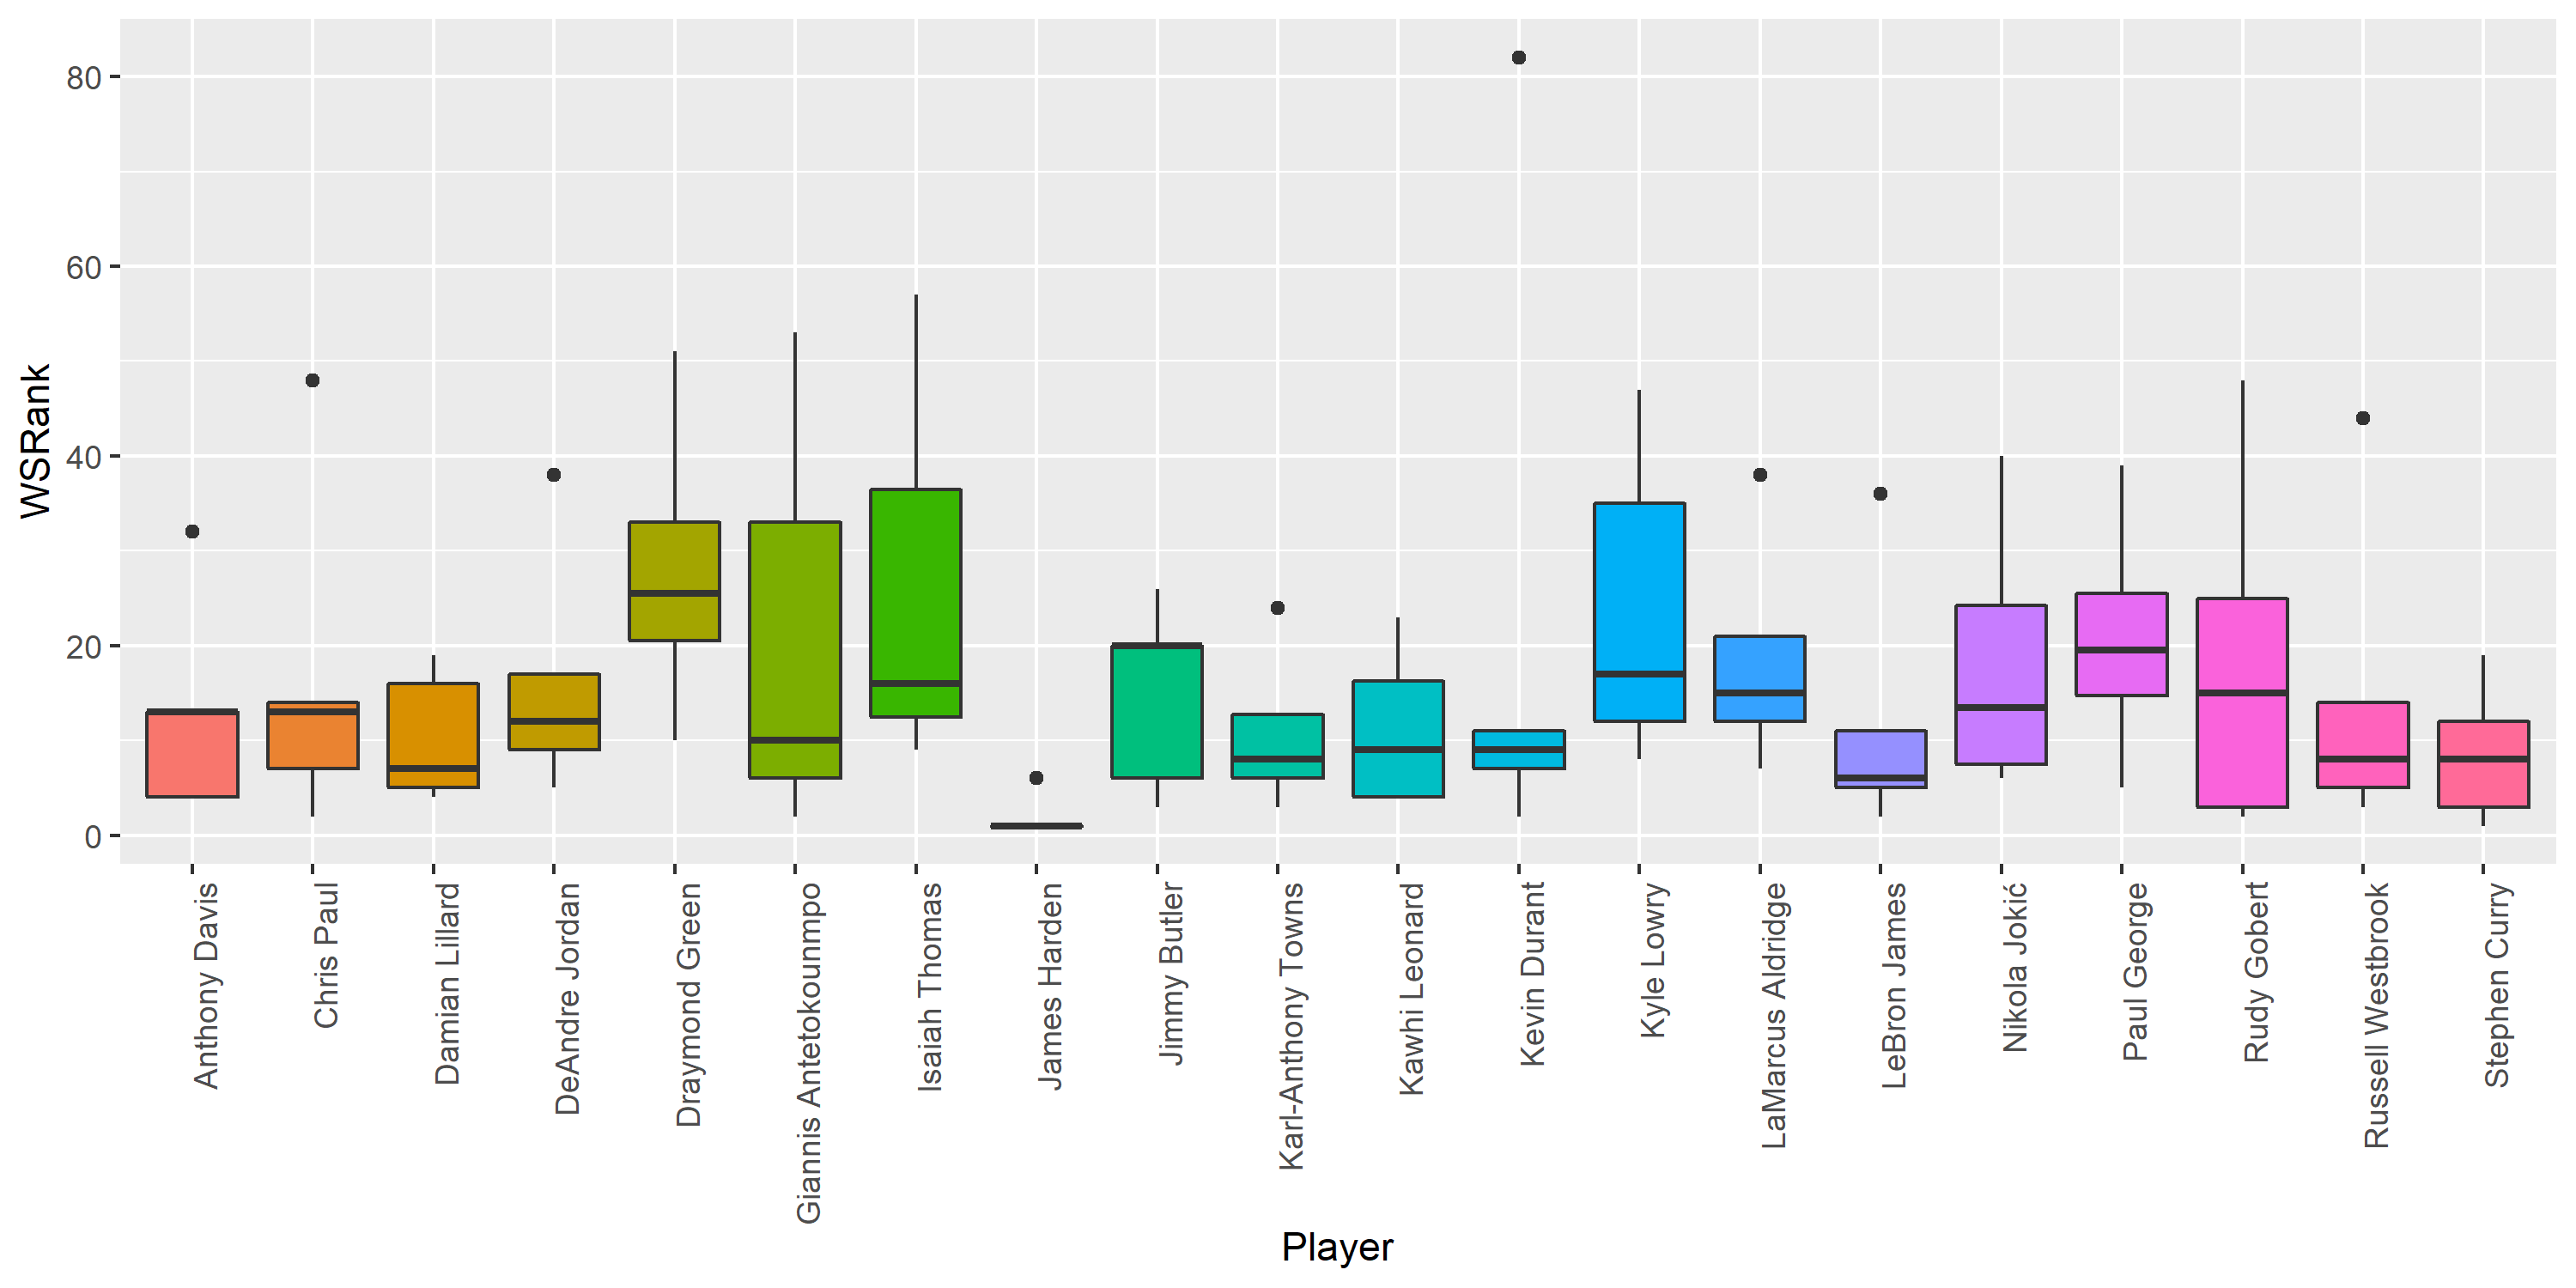 WSRank
80
60
40
20
0
Anthony Davis
Chris Paul
Damian Lillard
DeAndre Jordan
Draymond Green
Giannis Antetokounmpo
Isaiah Thomas
James Harden
Jimmy Butler
Karl-Anthony Towns
Kawhi Leonard
Kevin Durant
Kyle Lowry
LaMarcus Aldridge
LeBron James
Nikola Jokić
Paul George
Rudy Gobert
Russell Westbrook
Stephen Curry
Player